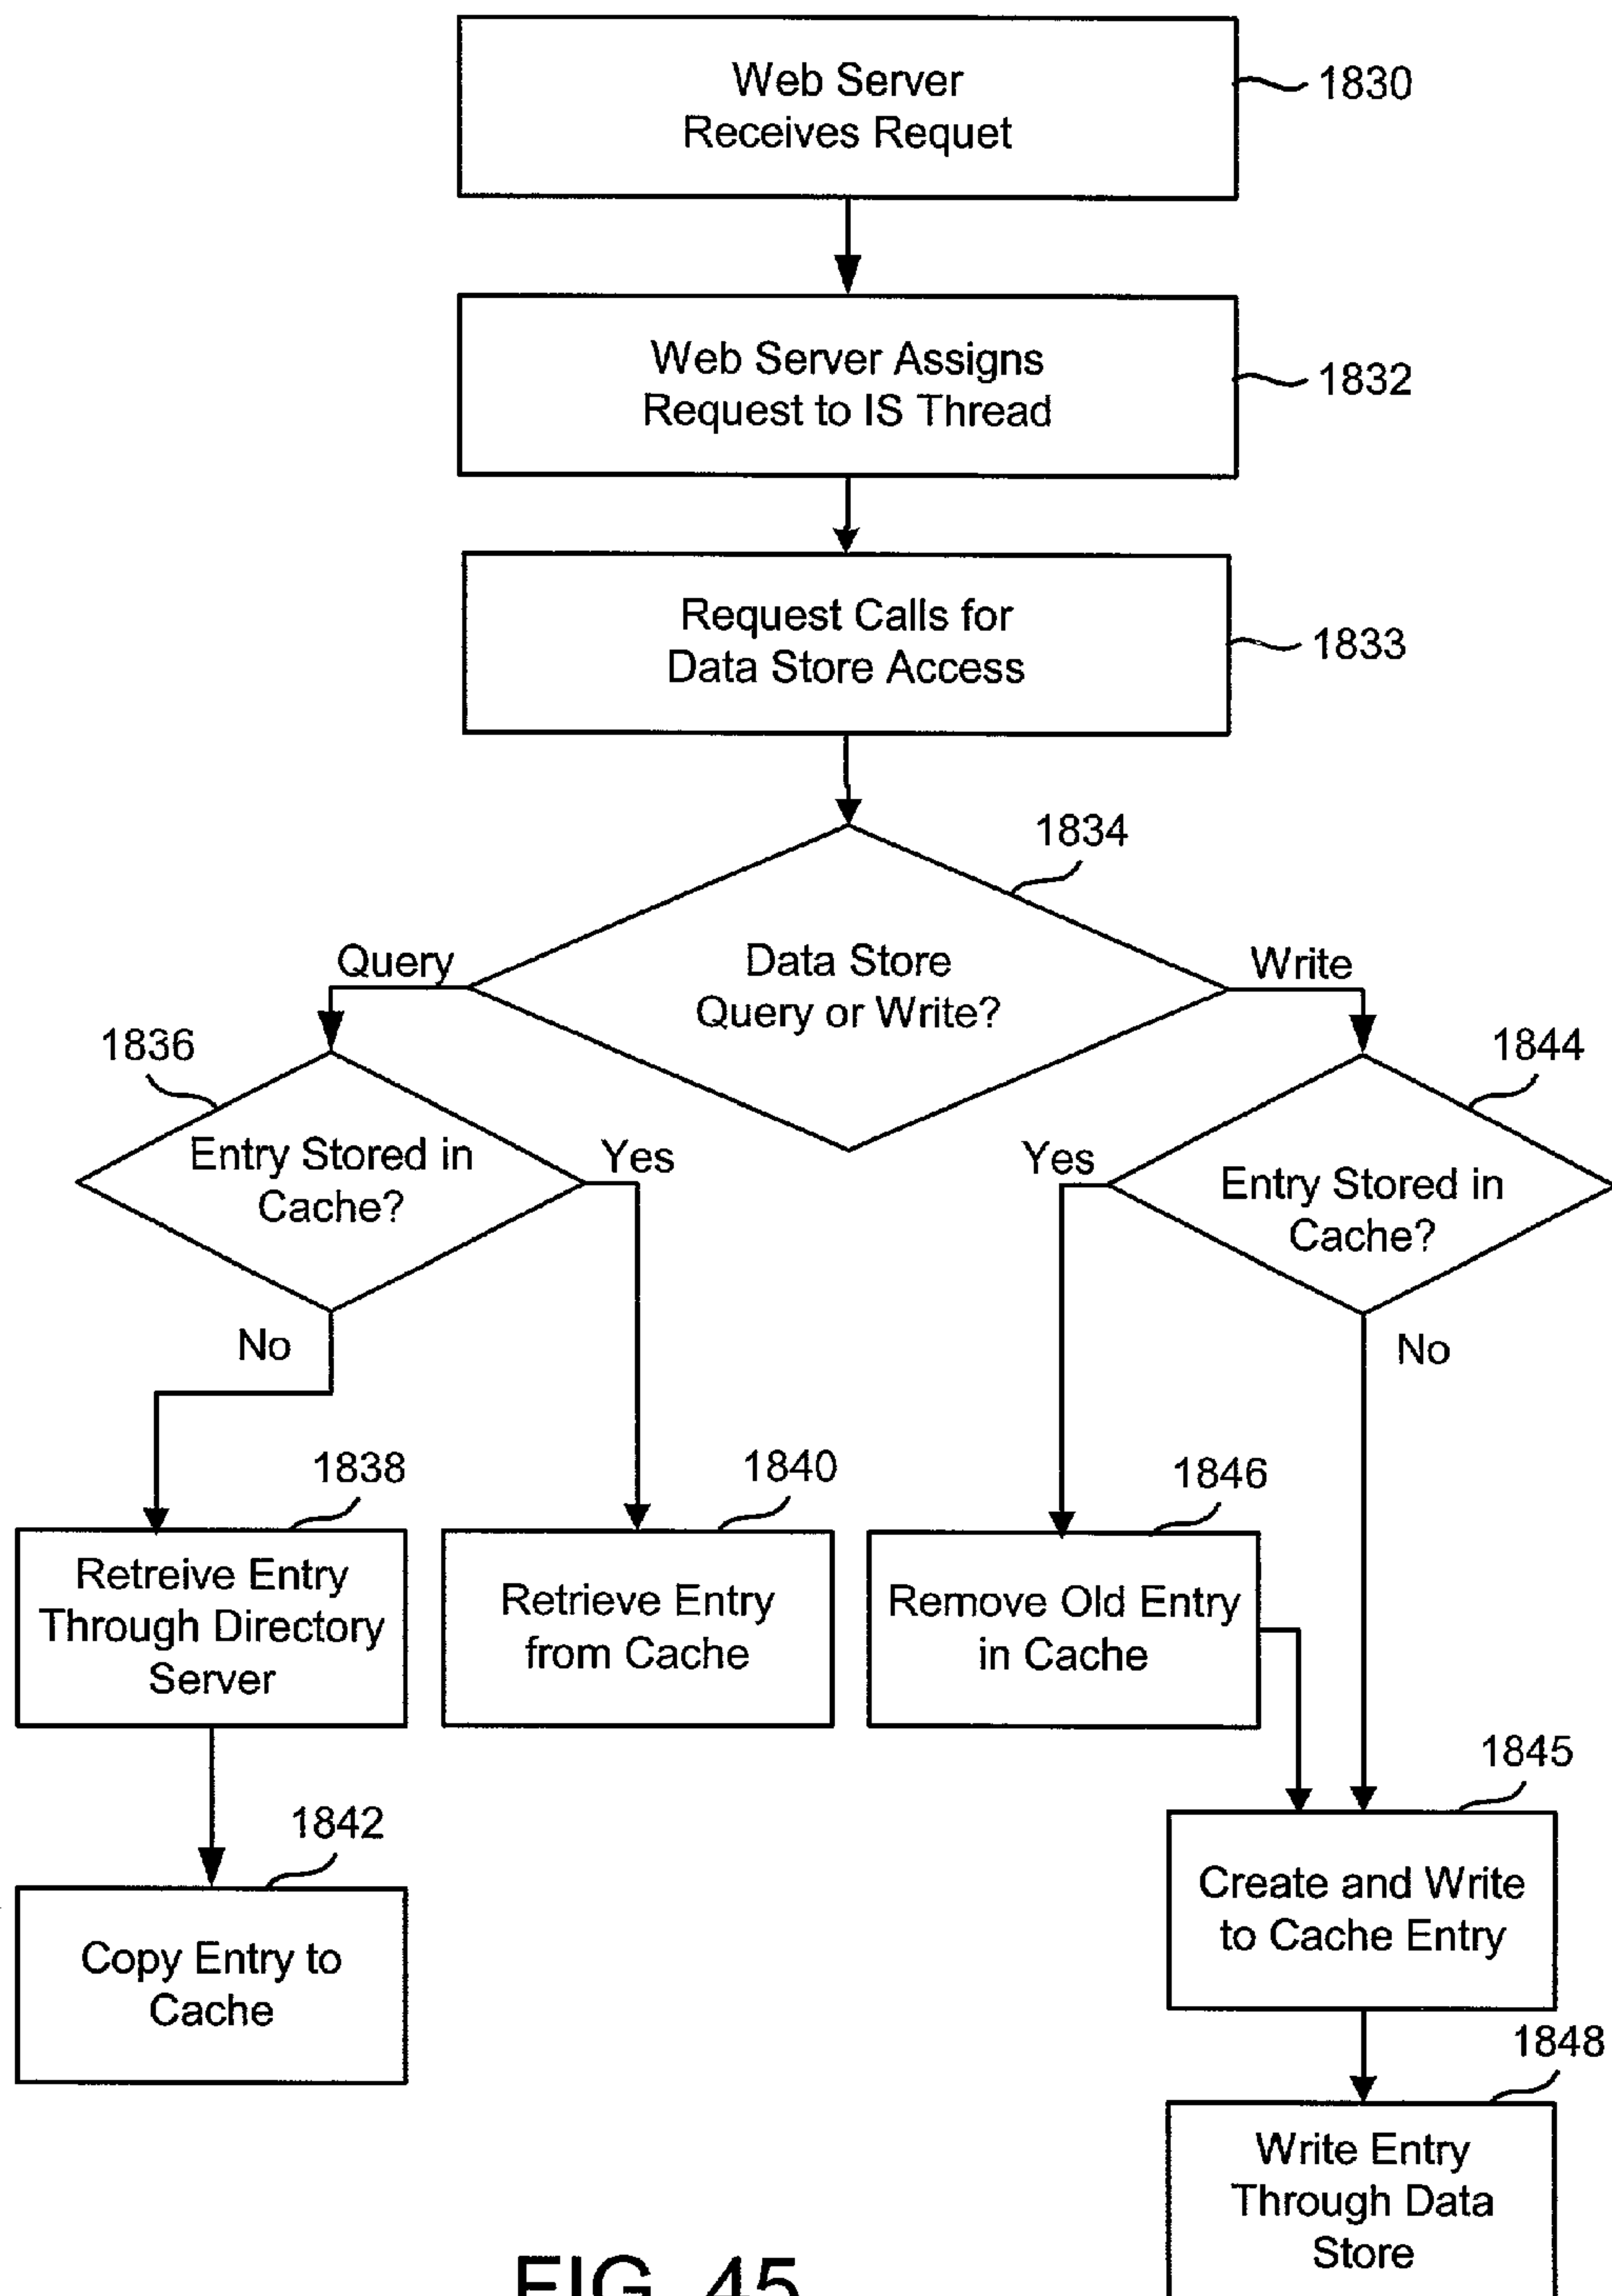 Web Server
Receives Requet
1830
Web Server Assigns
Request to IS Thread
1832
Request Calls for
Data Store Access
1833
1834
Data Store
Query or Write?
Query
Write
1836
Entry Stored in
Cache?
Yes
No
1844
Entry Stored in
Cache?
Yes
No
1838
Retreive Entry
Through Directory
Server
1840
Retrieve Entry
from Cache
1846
Remove Old Entry
in Cache
1842
Copy Entry to
Cache
1845
Create and Write
to Cache Entry
1848
Write Entry
Through Data
Store
FIG. 45